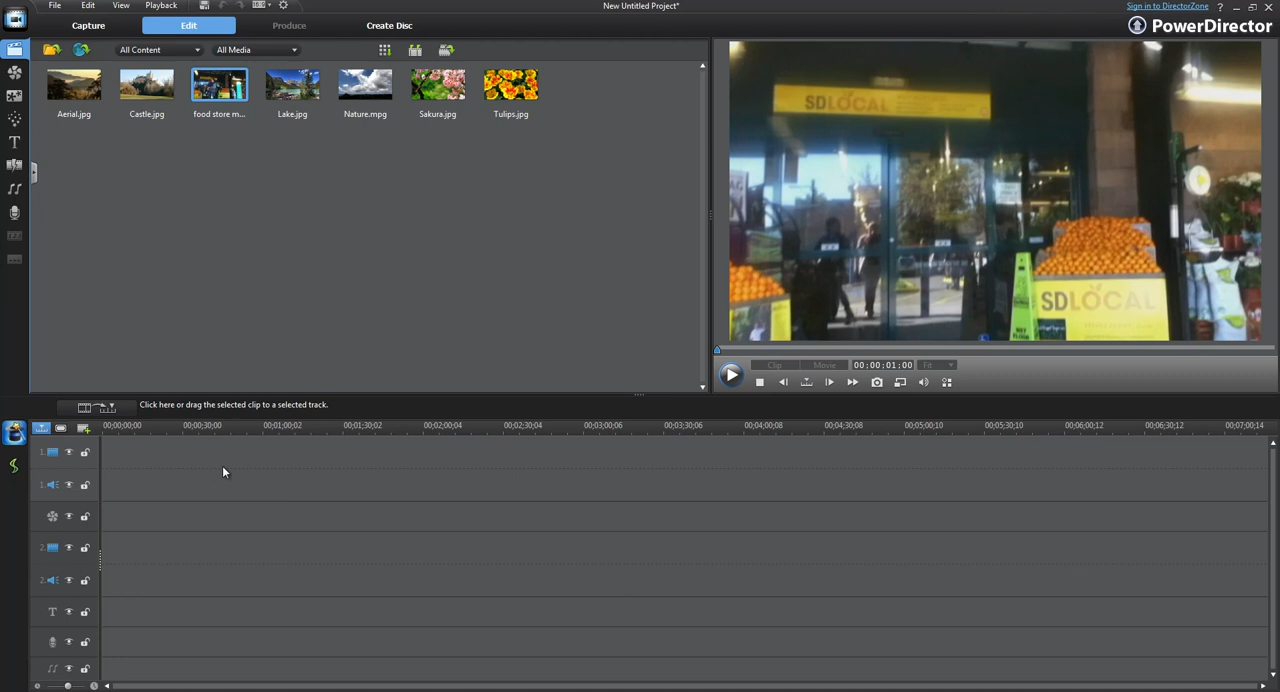 File Edit View Playback
New Untitled Project*
Sign in to DirectorZone ?
Capture Edit Produce Create Disc
PowerDirector
All Content All Media
SDLOCAL
SDLOCAL
Aerial.jpg Castle.jpg food store m... Lake.jpg Nature.mpg Sakura.jpg Tulips.jpg
Clip Movie 00:00:01:00 Fit
Click here or drag the selected clip to a selected track.
00;00;00;00 00;00;30;00 00;01;00;02 00;01;30;02 00;02;00;04 00;02;30;04 00;03;00;06 00;03;30;06 00;04;00;08 00;04;30;08 00;05;00;10 00;05;30;10 00;06;00;12 00;06;30;12 00;07;00;14
1.
1.
2.
2.
T